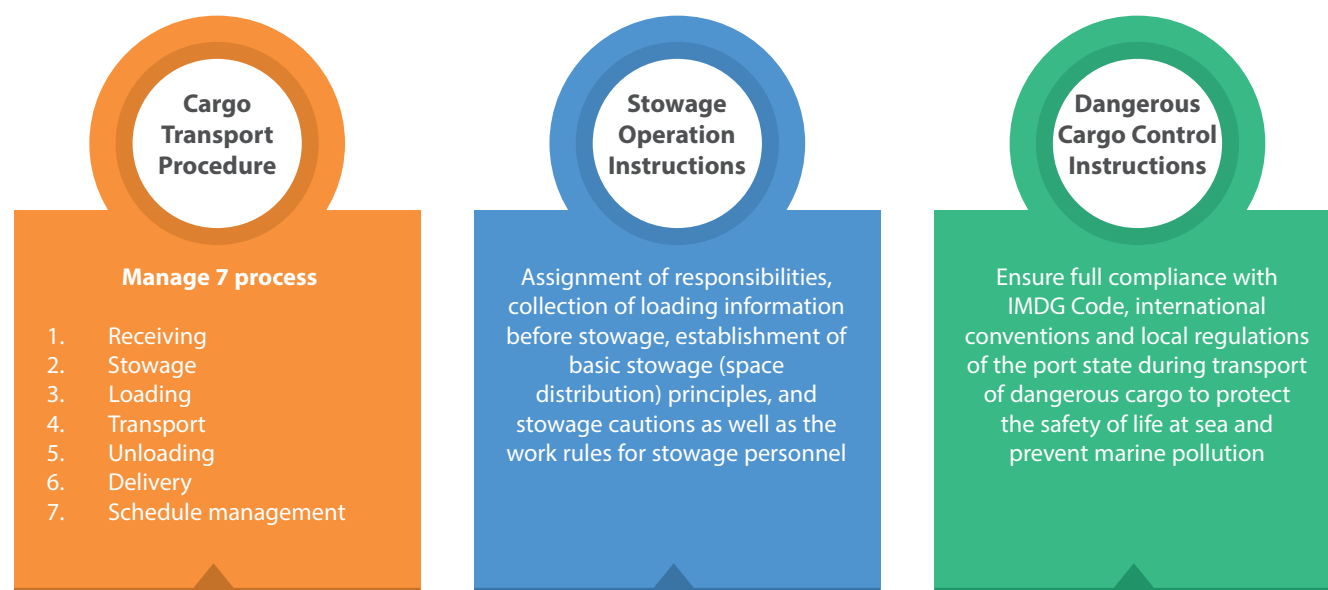 Cargo
Transport
Procedure
Manage 7 process
1. Receiving
2. Stowage
3. Loading
4. Transport
5. Unloading
6. Delivery
7. Schedule management
Stowage
Operation
Instructions
Assignment of responsibilities,
collection of loading information
before stowage, establishment of
basic stowage (space
distribution) principles, and
stowage cautions as well as the
work rules for stowage personnel
Dangerous
Cargo Control
Instructions
Ensure full compliance with
IMDG Code, international
conventions and local regulations
of the port state during transport
of dangerous cargo to protect
the safety of life at sea and
prevent marine pollution